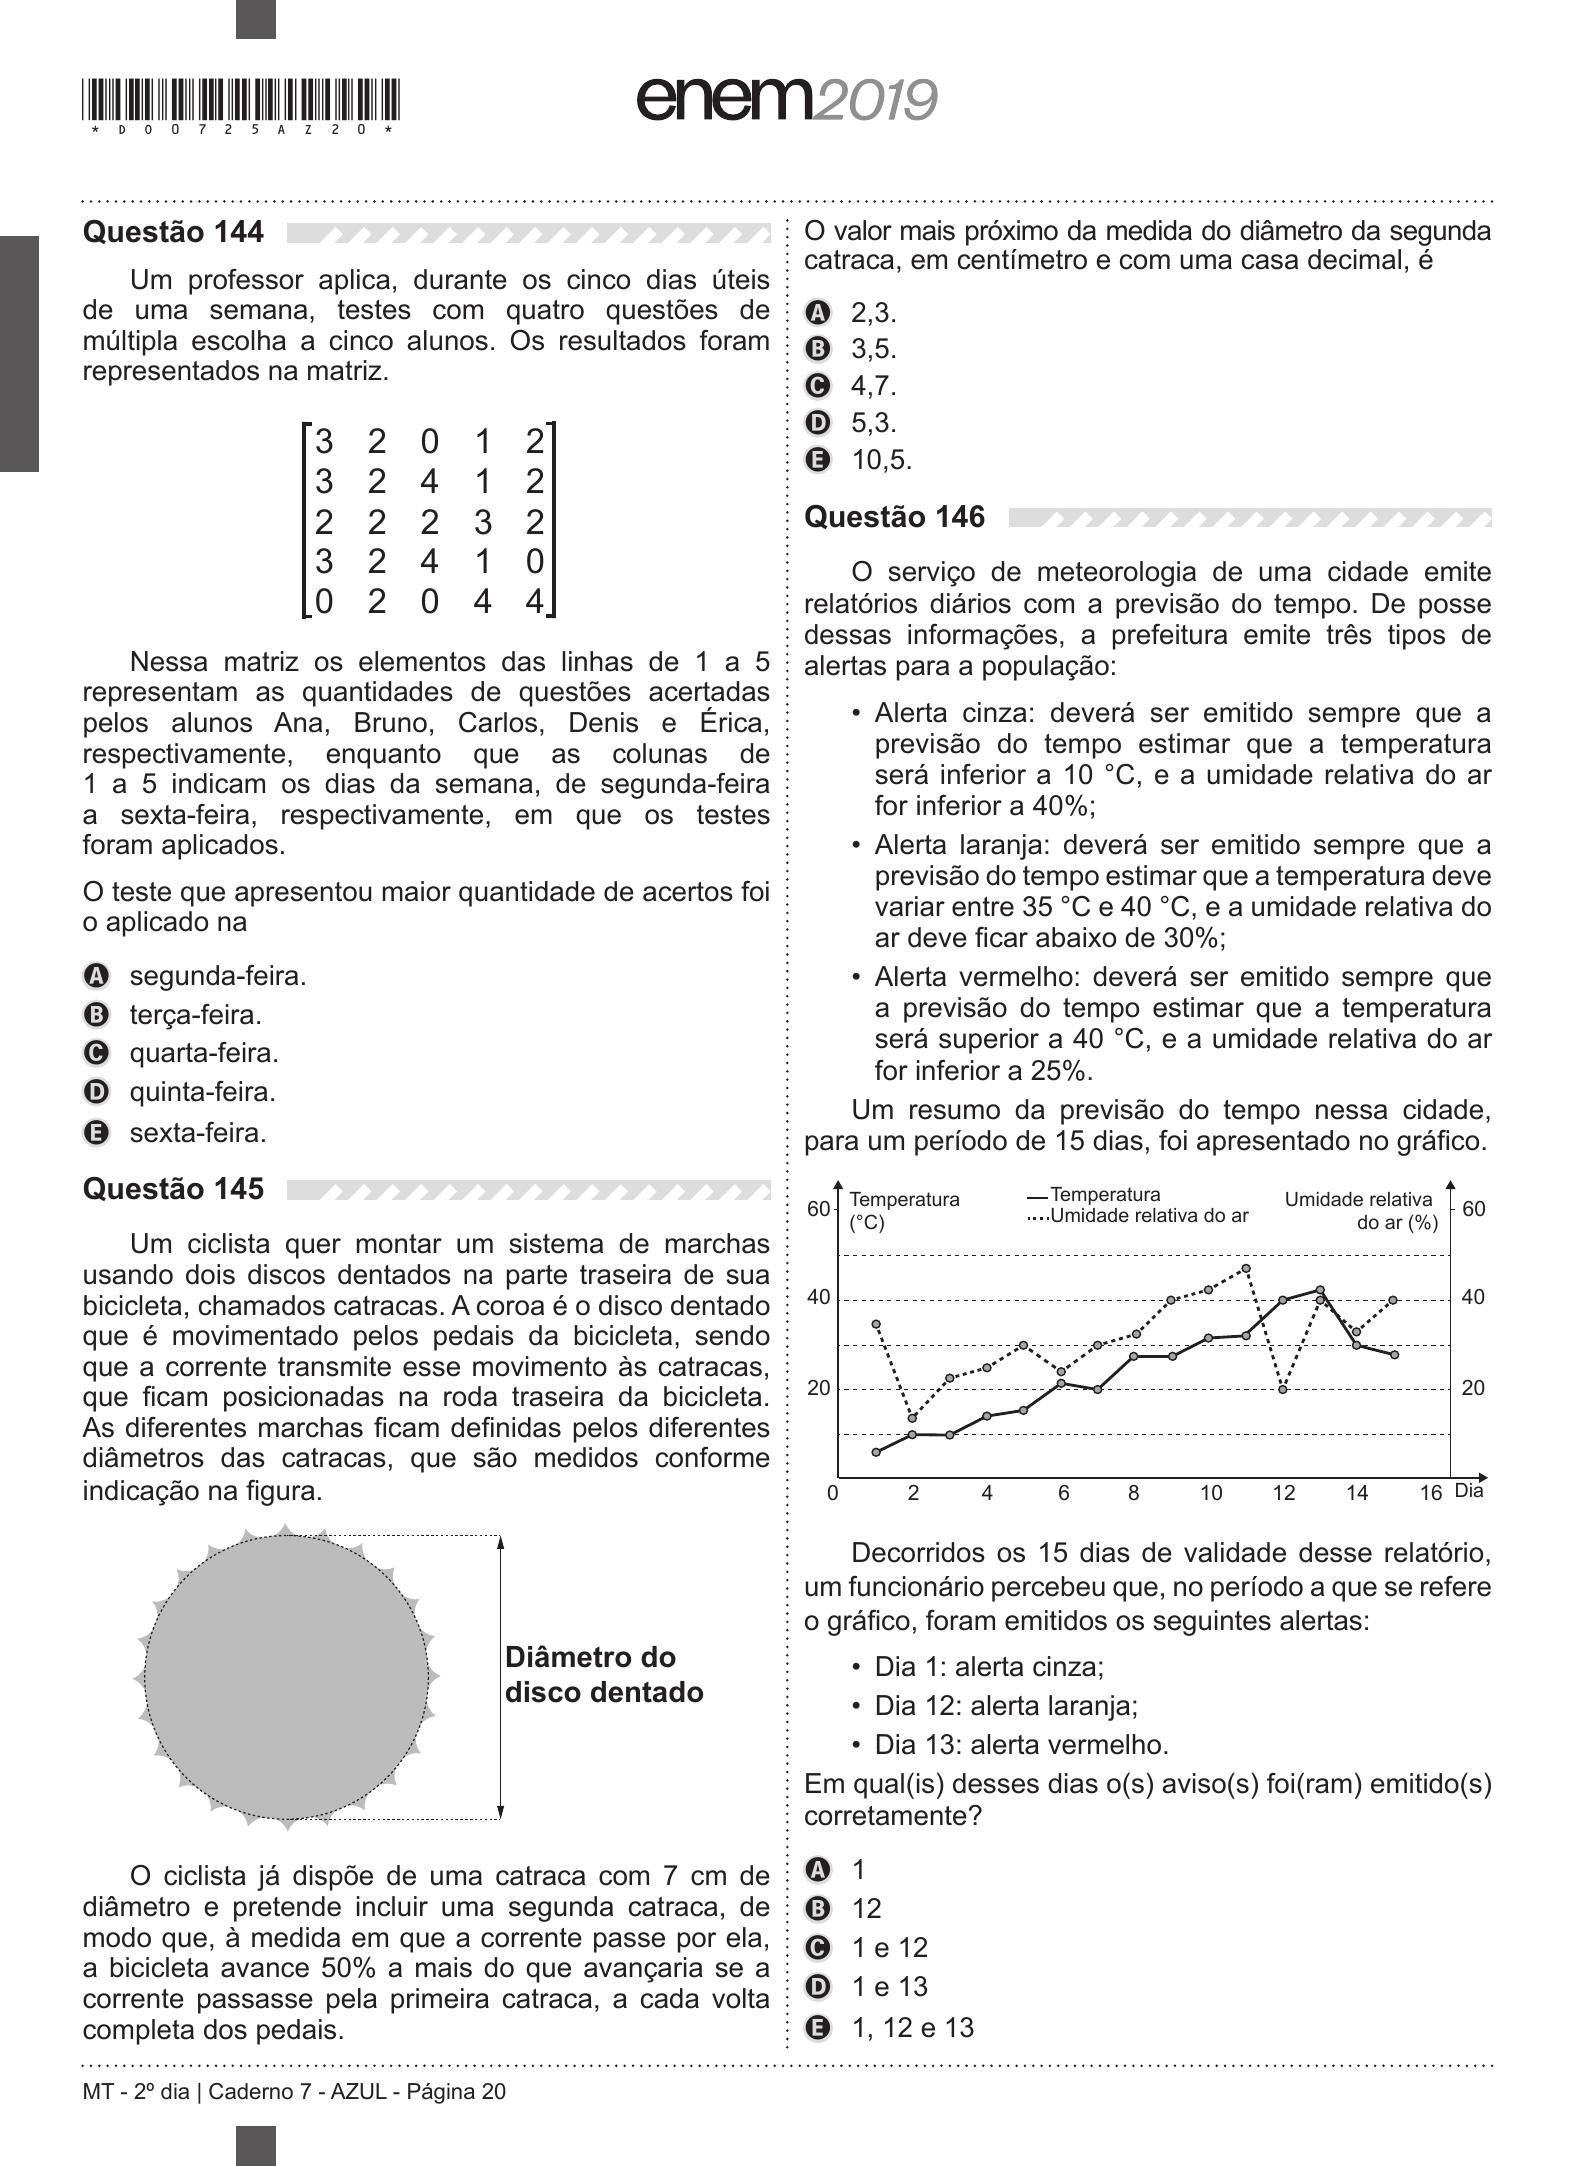 *D0725AZ20*
enem2019
Questão 144
Um professor aplica, durante os cinco dias úteis
de uma semana, testes com quatro questões de
múltipla escolha a cinco alunos. Os resultados foram
representados na matriz.
3 2 0 1 2
3 2 4 1 2
2 2 2 3 2
3 2 4 1 0
0 2 0 4 4
Nessa matriz os elementos das linhas de 1 a 5
representam as quantidades de questões acertadas
pelos alunos Ana, Bruno, Carlos, Denis e Érica,
respectivamente, enquanto que as colunas de
1 a 5 indicam os dias da semana, de segunda-feira
a sexta-feira, respectivamente, em que os testes
foram aplicados.
O teste que apresentou maior quantidade de acertos foi
o aplicado na
A segunda-feira.
B terça-feira.
C quarta-feira.
D quinta-feira.
E sexta-feira.
Questão 145
Um ciclista quer montar um sistema de marchas
usando dois discos dentados na parte traseira de sua
bicicleta, chamados catracas. A coroa é o disco dentado
que é movimentado pelos pedais da bicicleta, sendo
que a corrente transmite esse movimento às catracas,
que ficam posicionadas na roda traseira da bicicleta.
As diferentes marchas ficam definidas pelos diferentes
diâmetros das catracas, que são medidos conforme
indicação na figura.
Diâmetro do
disco dentado
O ciclista já dispõe de uma catraca com 7 cm de
diâmetro e pretende incluir uma segunda catraca, de
modo que, à medida em que a corrente passe por ela,
a bicicleta avance 50% a mais do que avançaria se a
corrente passasse pela primeira catraca, a cada volta
completa dos pedais.
O valor mais próximo da medida do diâmetro da segunda
catraca, em centímetro e com uma casa decimal, é
A 2,3.
B 3,5.
C 4,7.
D 5,3.
E 10,5.
Questão 146
O serviço de meteorologia de uma cidade emite
relatórios diários com a previsão do tempo. De posse
dessas informações, a prefeitura emite três tipos de
alertas para a população:
• Alerta cinza: deverá ser emitido sempre que a
previsão do tempo estimar que a temperatura
será inferior a 10 °C, e a umidade relativa do ar
for inferior a 40%;
• Alerta laranja: deverá ser emitido sempre que a
previsão do tempo estimar que a temperatura deve
variar entre 35 °C e 40 °C, e a umidade relativa do
ar deve ficar abaixo de 30%;
• Alerta vermelho: deverá ser emitido sempre que
a previsão do tempo estimar que a temperatura
será superior a 40 °C, e a umidade relativa do ar
for inferior a 25%.
Um resumo da previsão do tempo nessa cidade,
para um período de 15 dias, foi apresentado no gráfico.
60 Temperatura Temperatura Umidade relativa 60
(°C) Umidade relativa do ar do ar (%)
40 40
20 20
0 2 4 6 8 10 12 14 16 Dia
Decorridos os 15 dias de validade desse relatório,
um funcionário percebeu que, no período a que se refere
o gráfico, foram emitidos os seguintes alertas:
• Dia 1: alerta cinza;
• Dia 12: alerta laranja;
• Dia 13: alerta vermelho.
Em qual(is) desses dias o(s) aviso(s) foi(ram) emitido(s)
corretamente?
A 1
B 12
C 1 e 12
D 1 e 13
E 1, 12 e 13
MT - 2º dia | Caderno 7 - AZUL - Página 20